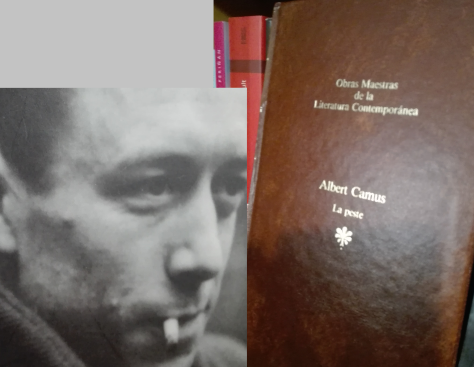 Obras Maestras
de la
Literatura Contemporánea
Albert Camus
La peste